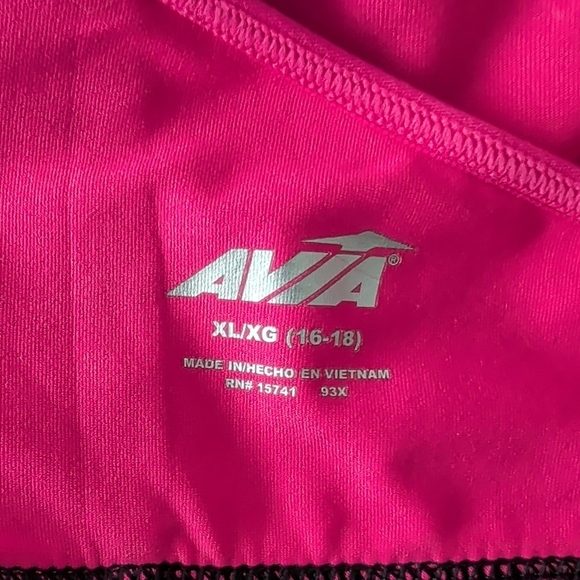 AVIA®
XL/XG (16-18)
MADE IN/HECHO EN VIETNAM
RN# 15741 93X